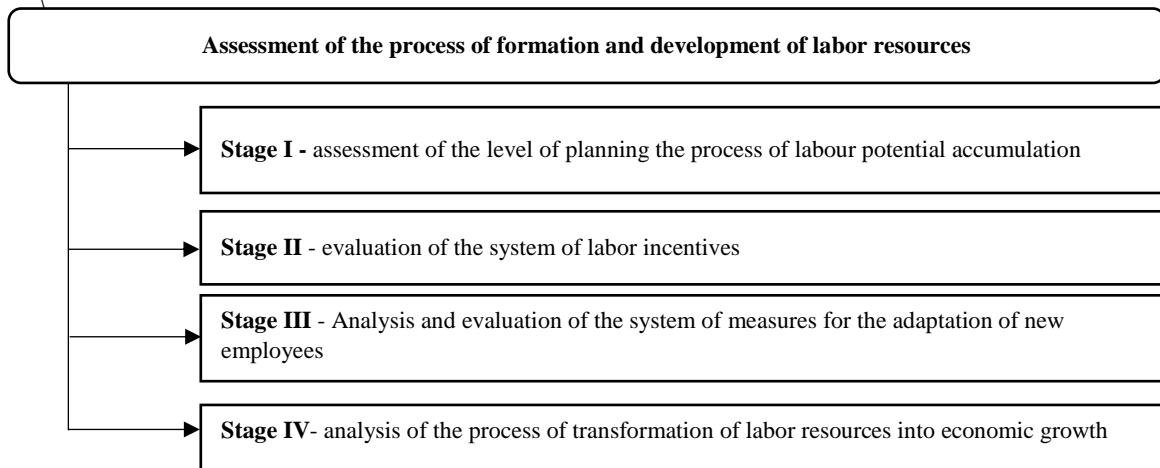 Assessment of the process of formation and development of labor resources
Stage I - assessment of the level of planning the process of labour potential accumulation
Stage II - evaluation of the system of labor incentives
Stage III - Analysis and evaluation of the system of measures for the adaptation of new
employees
Stage IV- analysis of the process of transformation of labor resources into economic growth